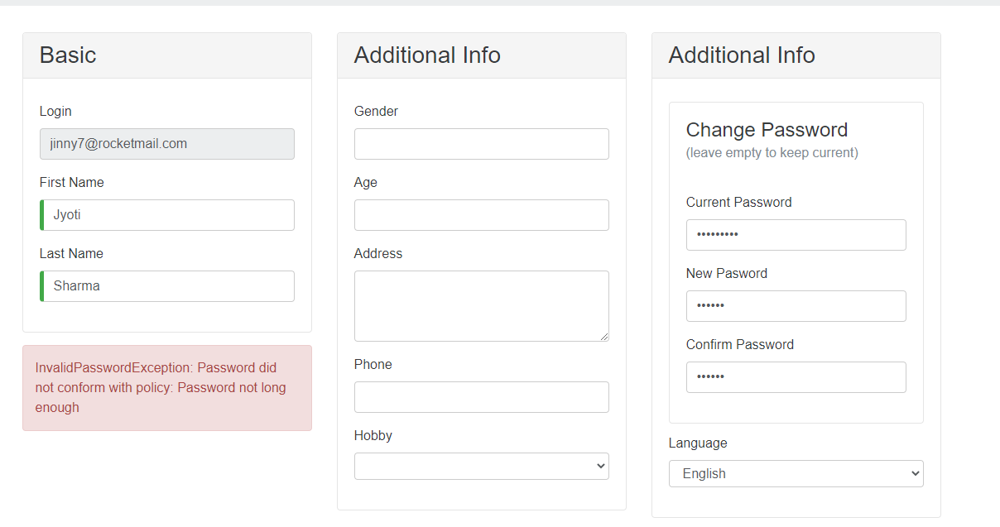 Basic
Login
jinny7@rocketmail.com
First Name
Jyoti
Last Name
Sharma
InvalidPasswordException: Password did
not conform with policy: Password not long
enough
Additional Info
Gender
Age
Address
Phone
Hobby
Additional Info
Change Password
(leave empty to keep current)
Current Password
•••••••••
New Pasword
••••••
Confirm Password
••••••
Language
English